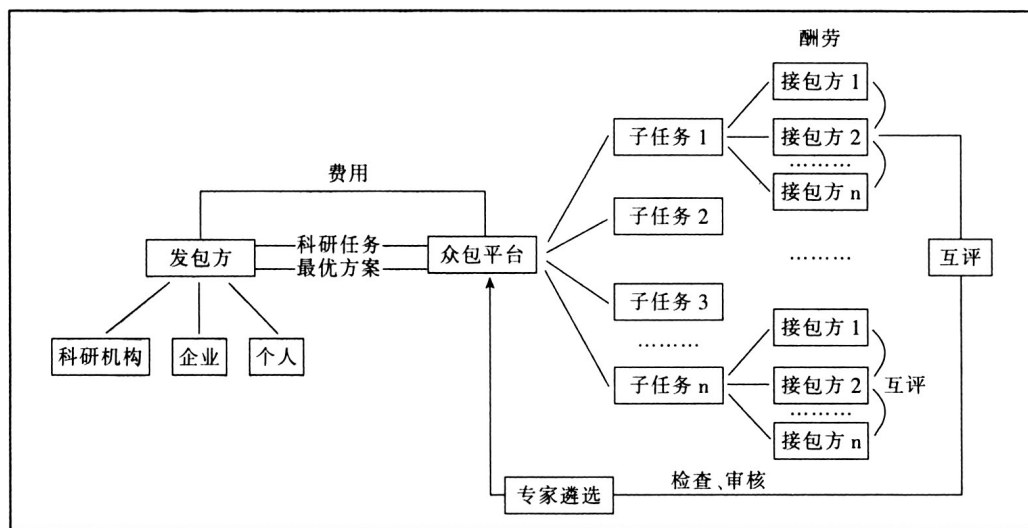 酬劳
接包方 1
子任务 1
接包方 2
………
接包方 n
费用
子任务 2
发包方
科研任务
最优方案
众包平台
………
互评
子任务 3
………
科研机构
企业
个人
接包方 1
子任务 n
接包方 2
互评
………
接包方 n
专家遴选
检查、审核